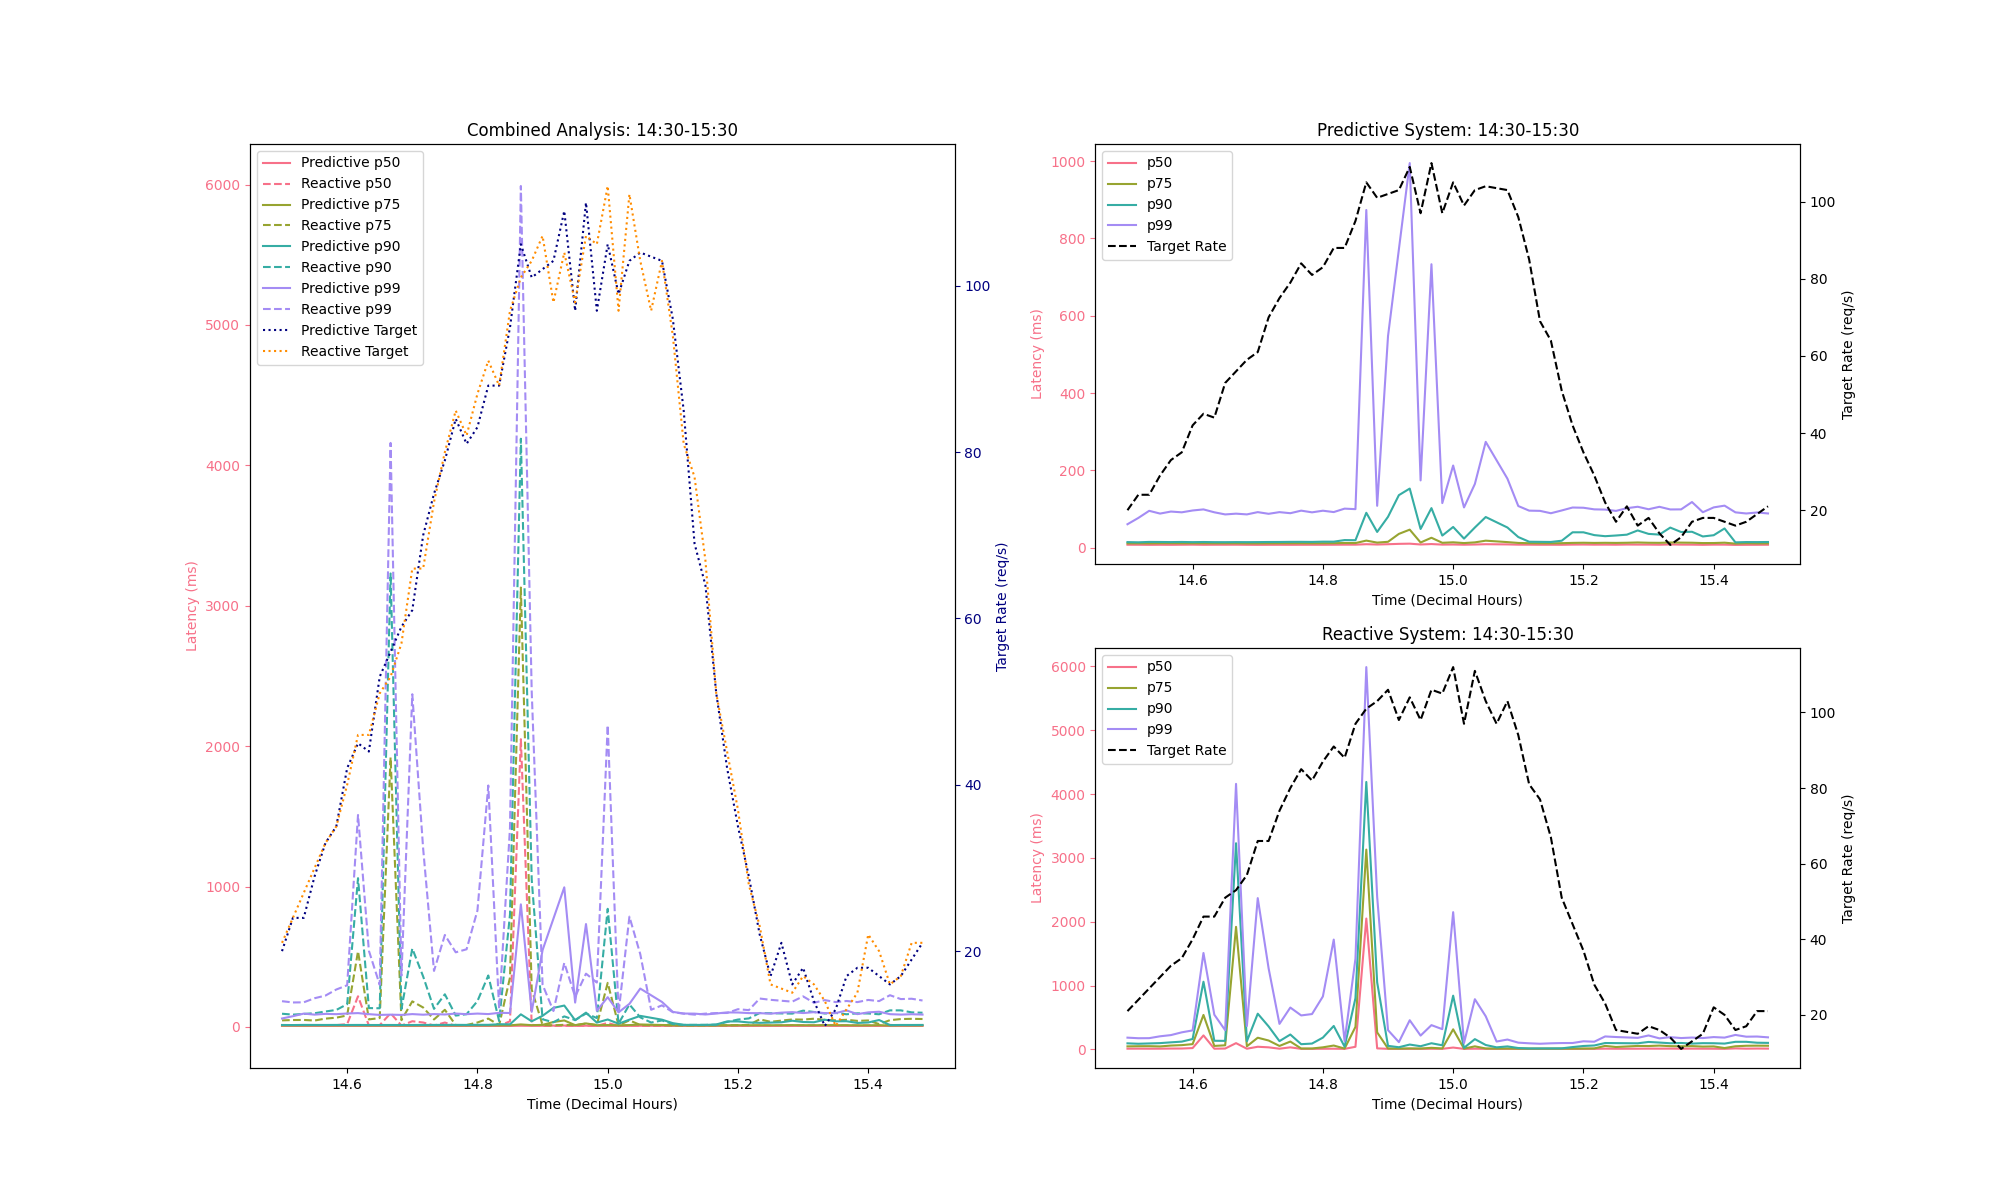 Combined Analysis: 14:30-15:30
Predictive p50
Reactive p50
Predictive p75
Reactive p75
Predictive p90
Reactive p90
Predictive p99
Reactive p99
Predictive Target
Reactive Target
6000
5000
4000
3000
2000
1000
0
Latency (ms)
100
80
60
40
20
Target Rate (req/s)
14.6 14.8 15.0 15.2 15.4
Time (Decimal Hours)
Predictive System: 14:30-15:30
p50
p75
p90
p99
Target Rate
1000
800
600
400
200
0
Latency (ms)
100
80
60
40
20
Target Rate (req/s)
14.6 14.8 15.0 15.2 15.4
Time (Decimal Hours)
Reactive System: 14:30-15:30
p50
p75
p90
p99
Target Rate
6000
5000
4000
3000
2000
1000
0
Latency (ms)
100
80
60
40
20
Target Rate (req/s)
14.6 14.8 15.0 15.2 15.4
Time (Decimal Hours)